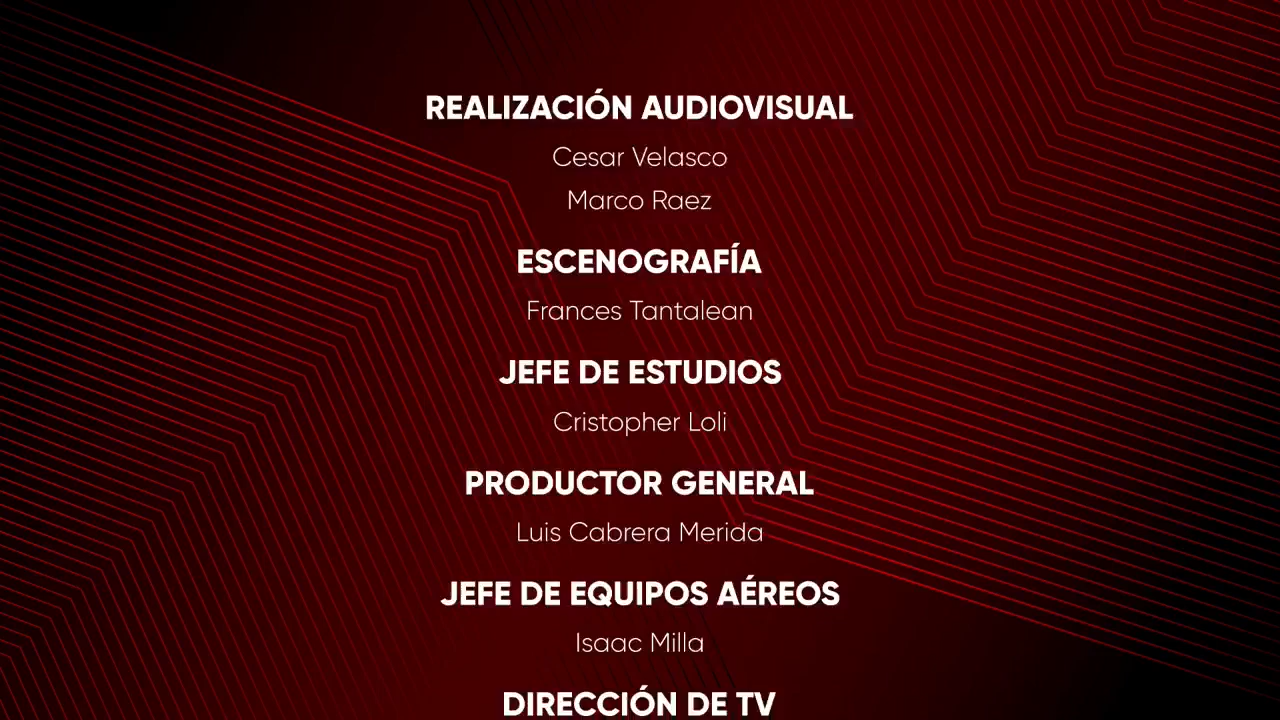 REALIZACIÓN AUDIOVISUAL
Cesar Velasco
Marco Raez
ESCENOGRAFÍA
Frances Tantalean
JEFE DE ESTUDIOS
Cristopher Loli
PRODUCTOR GENERAL
Luis Cabrera Merida
JEFE DE EQUIPOS AÉREOS
Isaac Milla
DIRECCIÓN DE TV